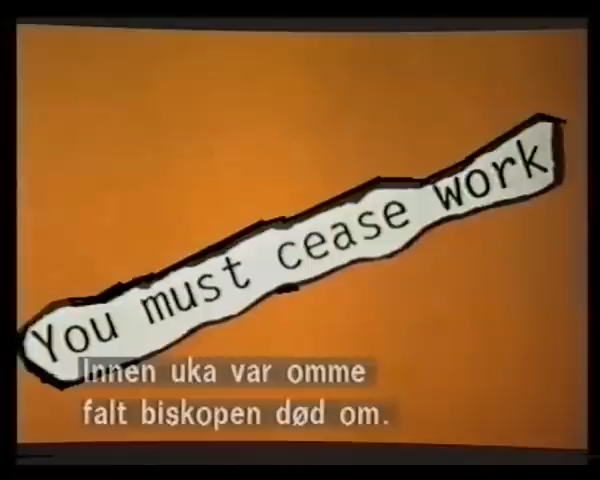 You must cease work
Innen uka var omme
falt biskopen død om.